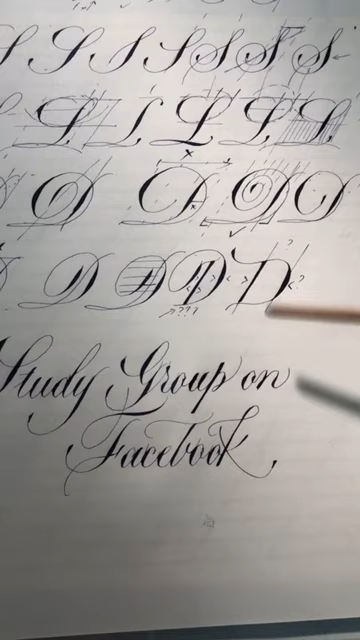 S S S S S S S
L L L L L
D D D D
D D D D ?
???
Study Group on
Facebook,